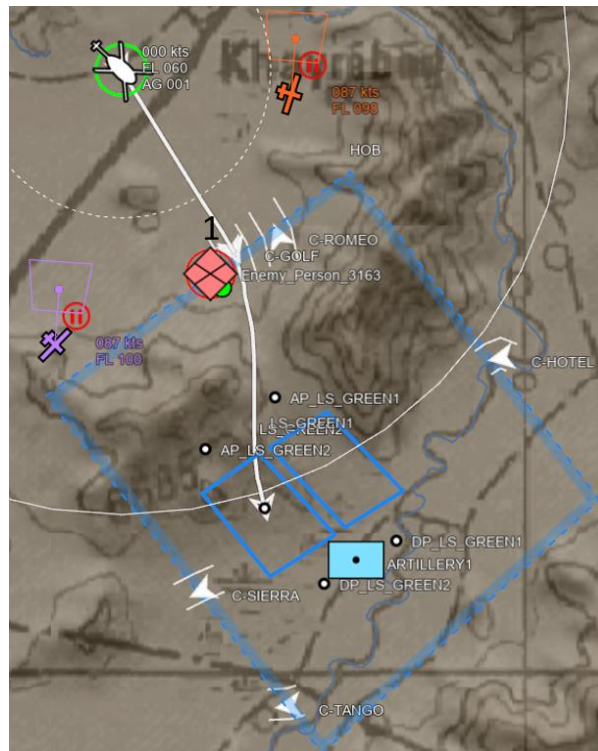 000 kts
FL 060
AG 001
087 kts
FL 098
HOB
1
C-ROMEO
C-GOLF
Enemy_Person_3163
087 kts
FL 100
C-HOTEL
AP_LS_GREEN1
LS_GREEN1
LS_GREEN2
AP_LS_GREEN2
DP_LS_GREEN1
ARTILLERY1
DP_LS_GREEN2
C-SIERRA
C-TANGO